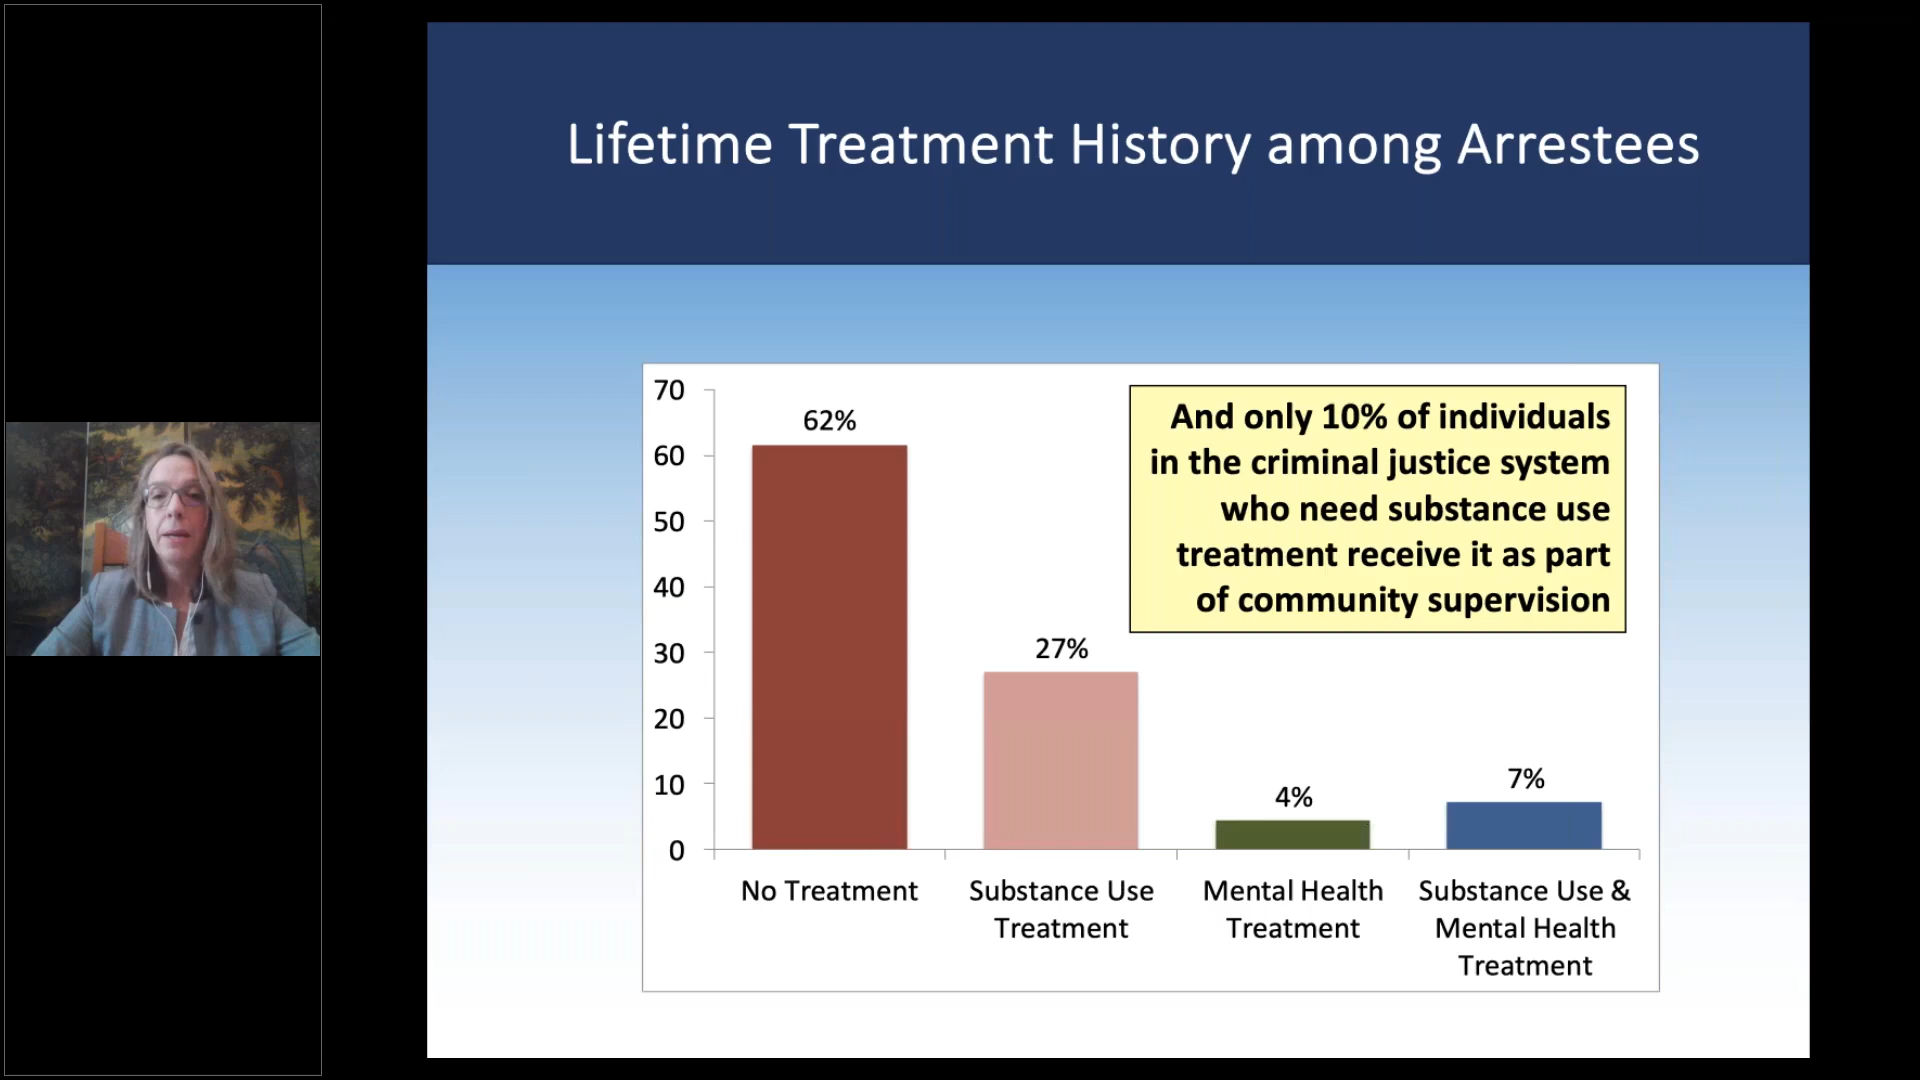 Lifetime Treatment History among Arrestees
70
60
50
40
30
20
10
0
62%
27%
4%
7%
And only 10% of individuals
in the criminal justice system
who need substance use
treatment receive it as part
of community supervision
No Treatment
Substance Use
Treatment
Mental Health
Treatment
Substance Use &
Mental Health
Treatment